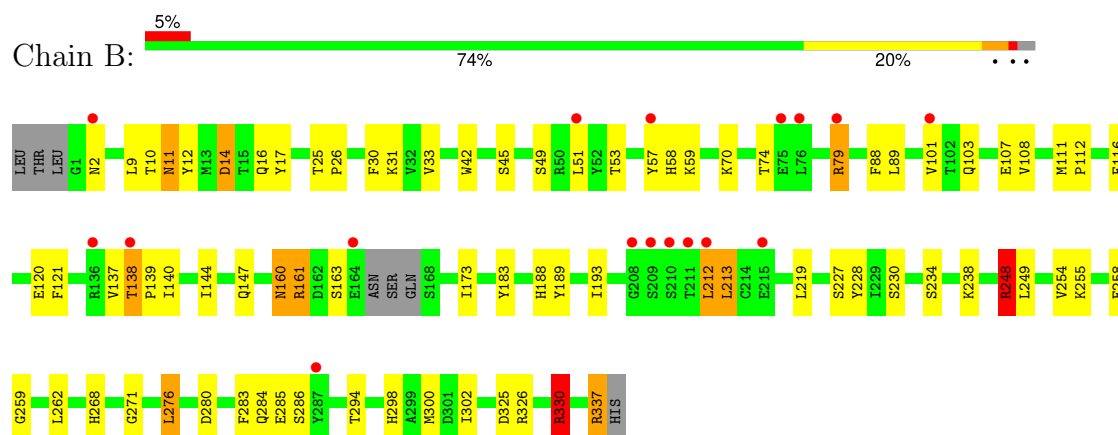 5%
Chain B:
74% 20% • • •
LEU THR LEU G1 N2 L9 T10 N11 Y12 M13 D14 T15 Q16 Y17 T25 P26 F30 K31 V32 V33 W42 S45 S49 R50 L51 Y52 T53 Y57 H58 K59 K70 T74 E75 L76 R79 F88 L89 V101 T102 Q103 E107 V108 M111 P112
E120 F121 R136 V137 T138 P139 I140 I144 Q147 N160 R161 D162 S163 E164 ASN SER GLN S168 I173 Y183 H188 Y189 I193 G208 S209 S210 T211 L212 L213 C214 E215 L219 S227 Y228 I229 S230 S234 K238 R248 L249 V254 K255
G259 L262 H268 G271 L276 D280 F283 Q284 E285 S286 Y287 T294 H298 A299 M300 D301 I302 D325 R326 R330 R337 HIS